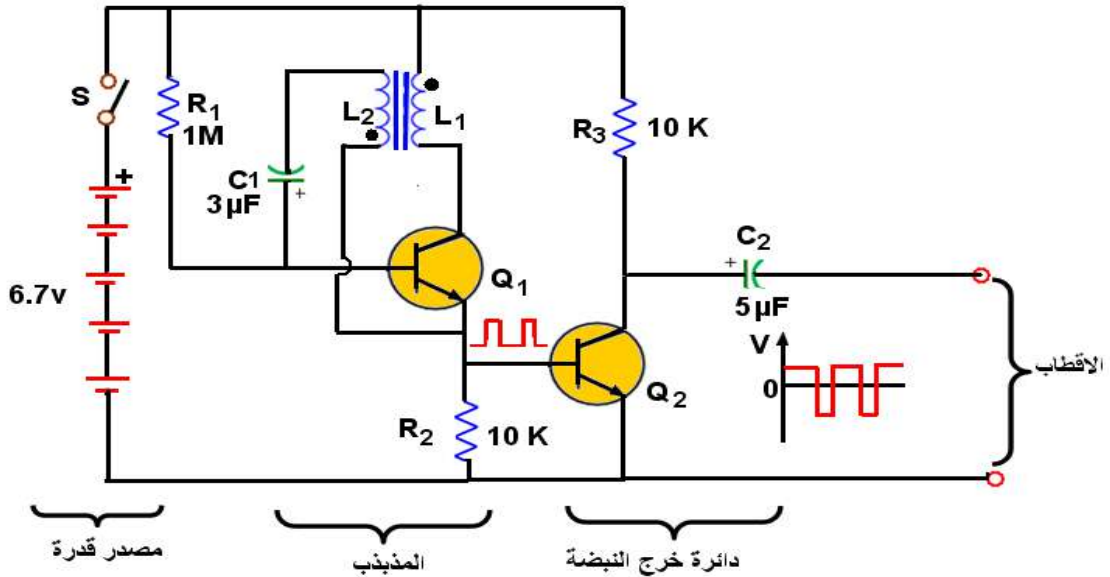 S
R1
1M
L2
L1
R3
10 K
+
C1
3µF
+
Q1
6.7v
C2
+
5µF
V
0
الاقطاب
Q2
R2
10 K
مصدر قدرة
المذبذب
دائرة خرج النبضة